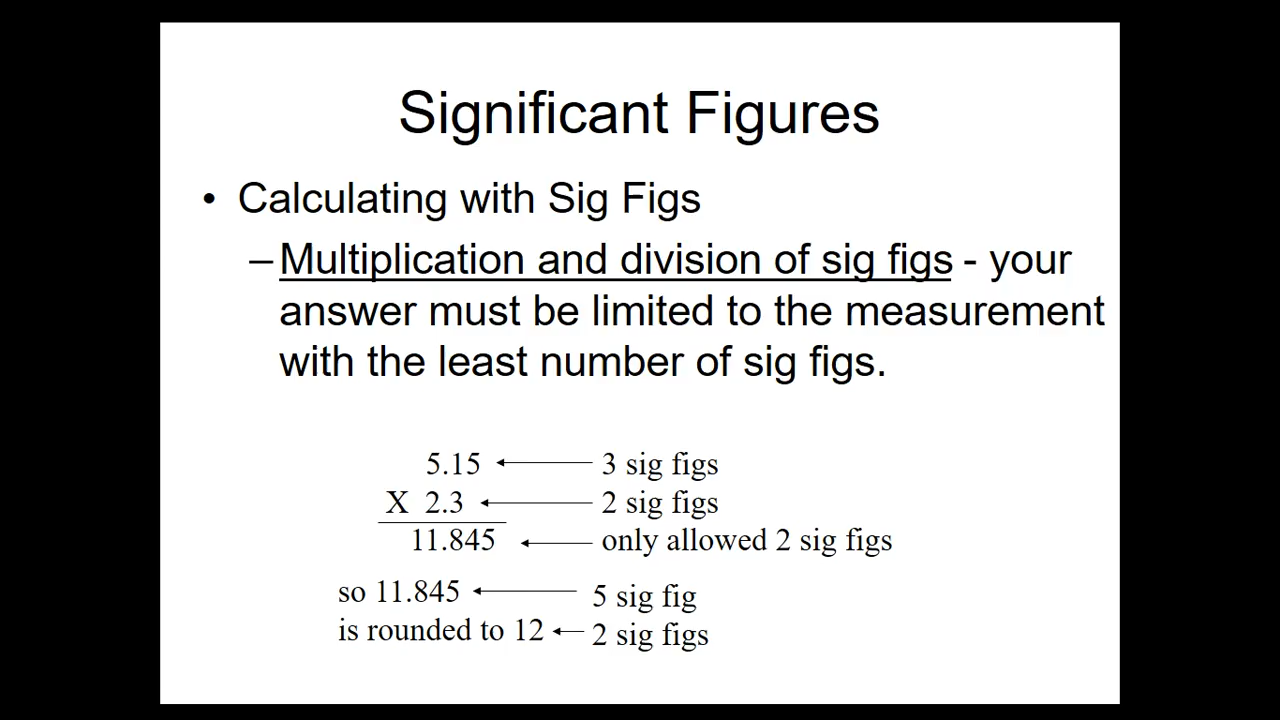 Significant Figures
• Calculating with Sig Figs
– Multiplication and division of sig figs - your
answer must be limited to the measurement
with the least number of sig figs.
5.15 3 sig figs
X 2.3 2 sig figs
11.845 only allowed 2 sig figs
so 11.845 5 sig fig
is rounded to 12 2 sig figs